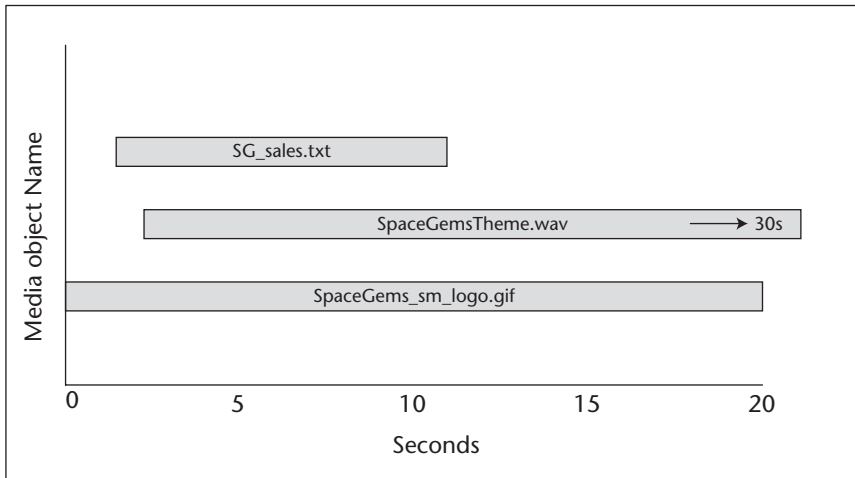 Media object Name
SG_sales.txt
SpaceGemsTheme.wav 30s
SpaceGems_sm_logo.gif
0 5 10 15 20
Seconds